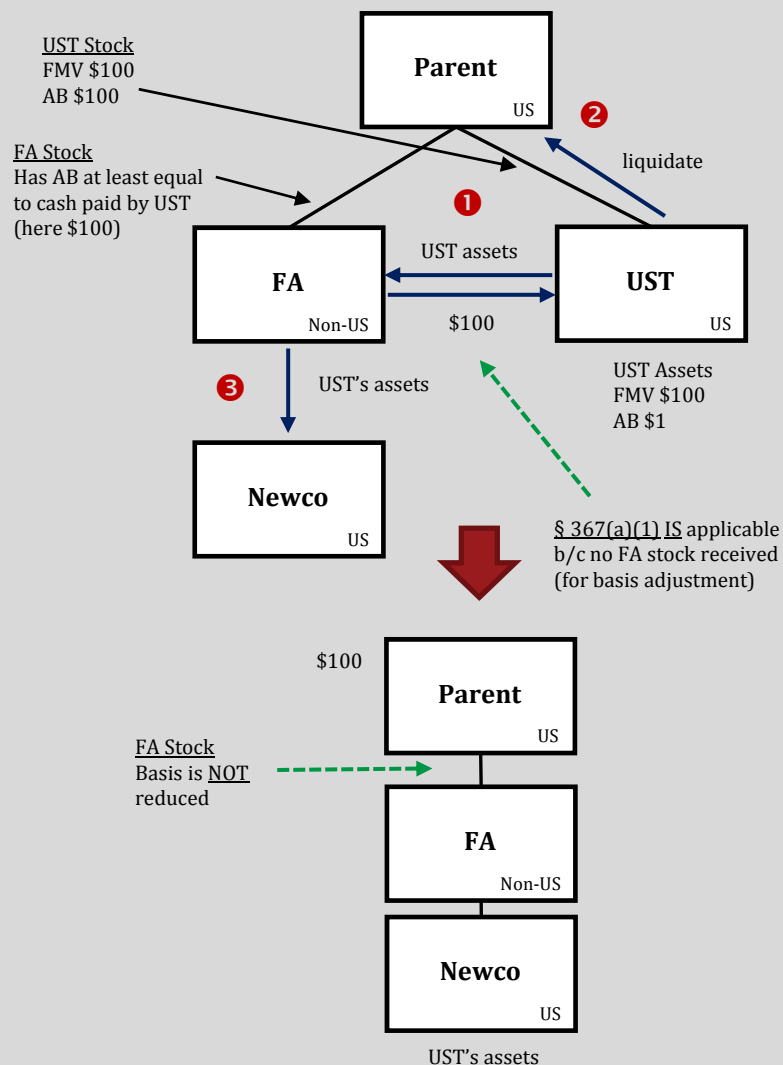 UST Stock
FMV $100
AB $100
Parent
US
❷
liquidate
FA Stock
Has AB at least equal
to cash paid by UST
(here $100)
❶
UST assets
$100
FA
Non-US
UST
US
❸
UST's assets
UST Assets
FMV $100
AB $1
Newco
US
§ 367(a)(1) IS applicable
b/c no FA stock received
(for basis adjustment)
$100
Parent
US
FA Stock
Basis is NOT
reduced
FA
Non-US
Newco
US
UST's assets